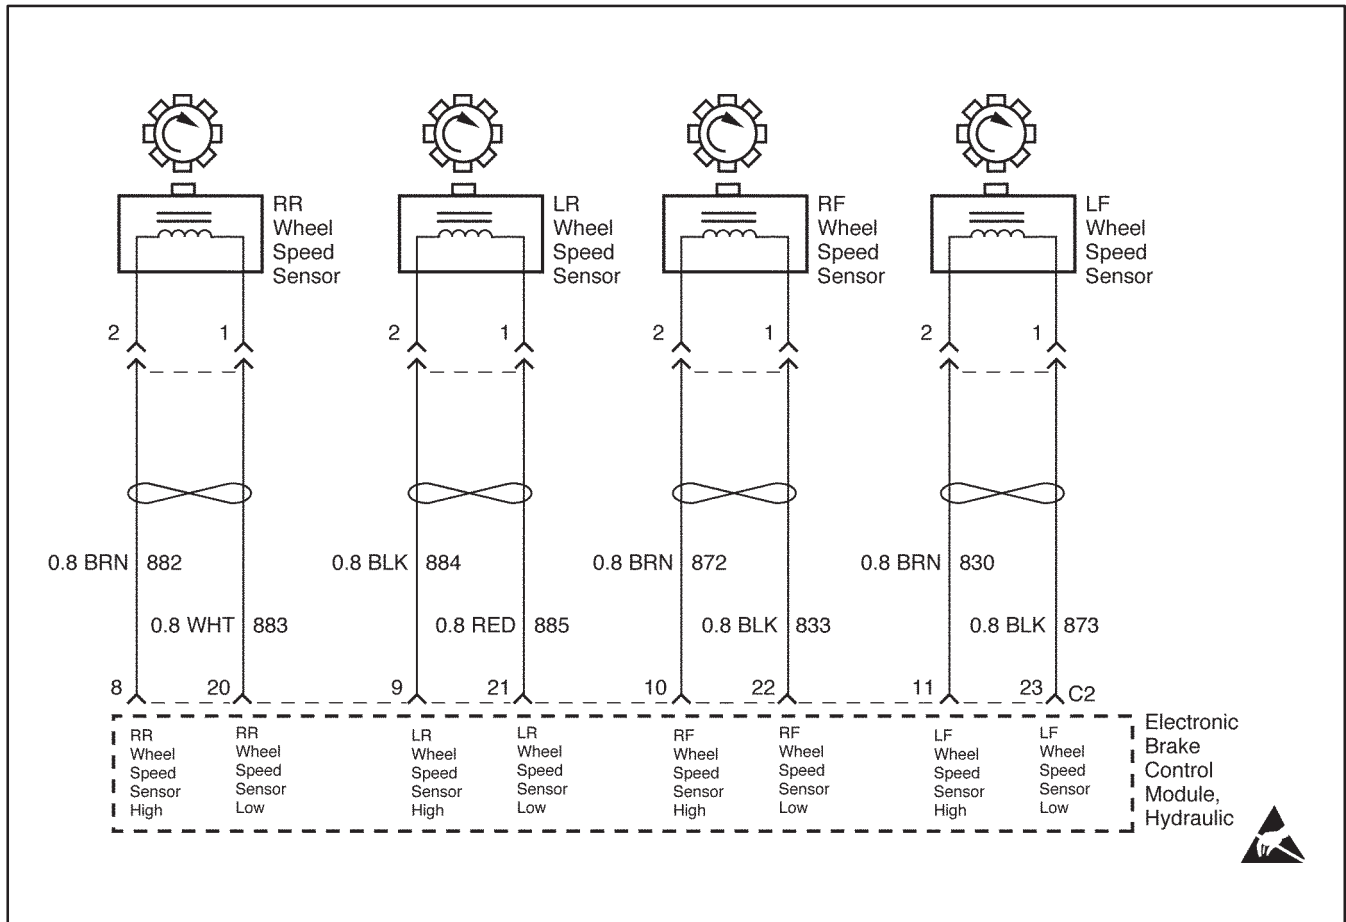 RR
Wheel
Speed
Sensor
LR
Wheel
Speed
Sensor
RF
Wheel
Speed
Sensor
LF
Wheel
Speed
Sensor
2 1 2 1 2 1 2 1
0.8 BRN 882 0.8 BLK 884 0.8 BRN 872 0.8 BRN 830
0.8 WHT 883 0.8 RED 885 0.8 BLK 833 0.8 BLK 873
8 20 9 21 10 22 11 23 C2
RR
Wheel
Speed
Sensor
High
RR
Wheel
Speed
Sensor
Low
LR
Wheel
Speed
Sensor
High
LR
Wheel
Speed
Sensor
Low
RF
Wheel
Speed
Sensor
High
RF
Wheel
Speed
Sensor
Low
LF
Wheel
Speed
Sensor
High
LF
Wheel
Speed
Sensor
Low
Electronic
Brake
Control
Module,
Hydraulic